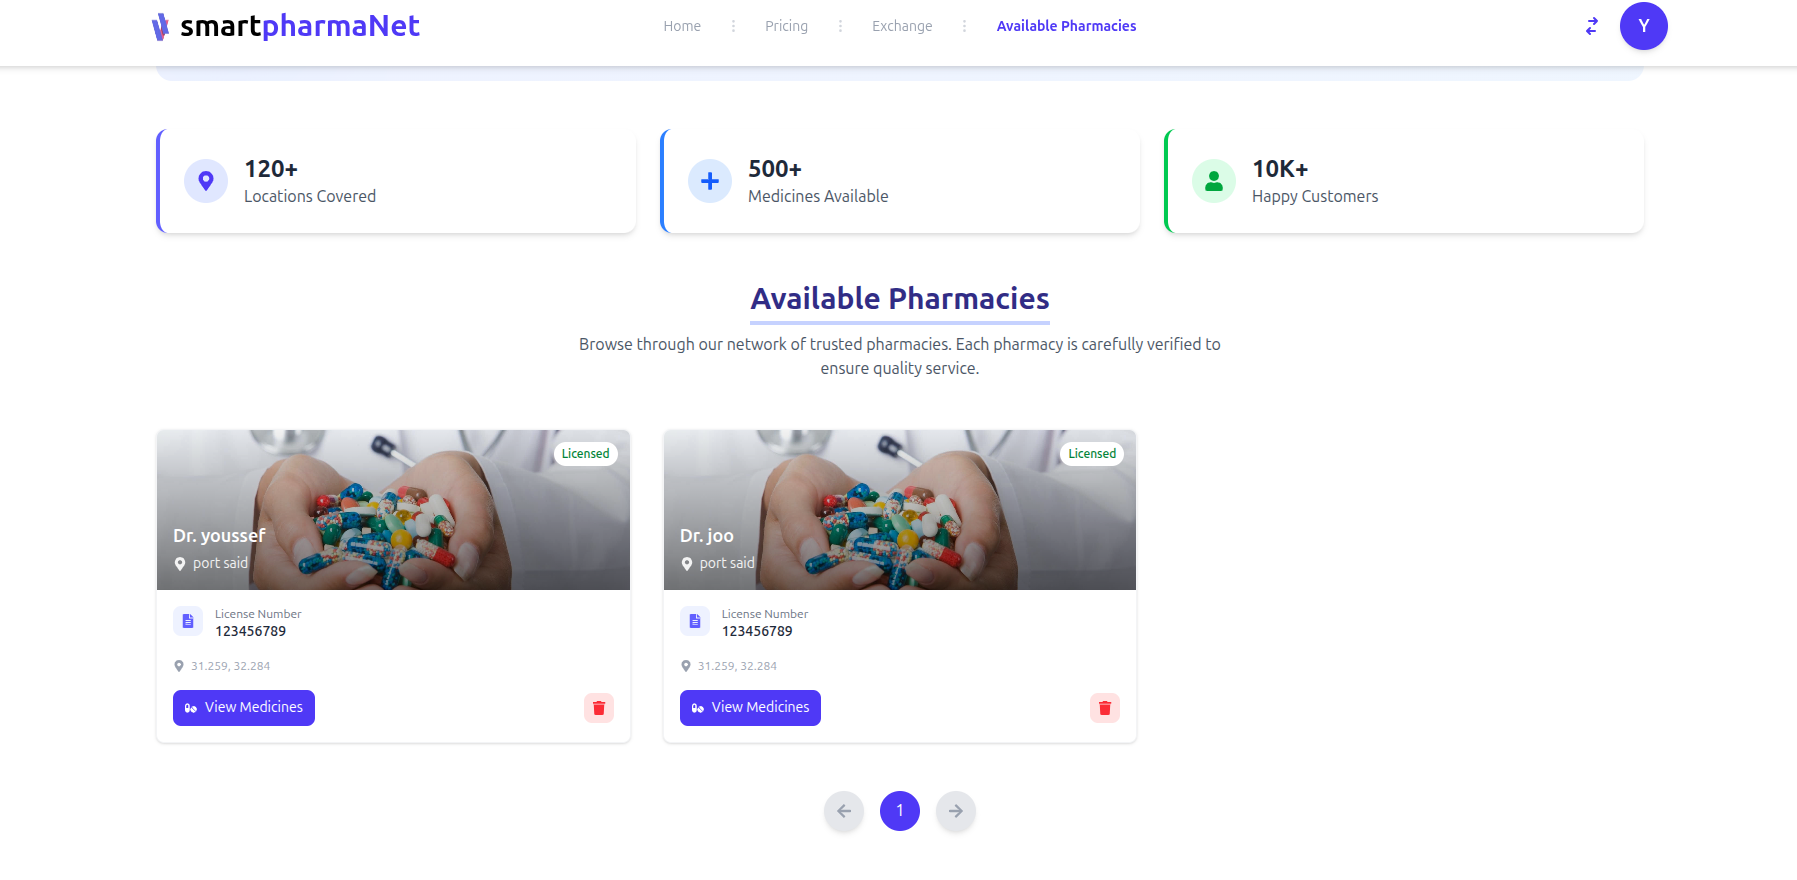 smartpharmaNet
Home
Pricing
Exchange
Available Pharmacies
Y
120+
Locations Covered
500+
Medicines Available
10K+
Happy Customers
Available Pharmacies
Browse through our network of trusted pharmacies. Each pharmacy is carefully verified to
ensure quality service.
Licensed
Dr. youssef
port said
License Number
123456789
31.259, 32.284
View Medicines
Licensed
Dr. joo
port said
License Number
123456789
31.259, 32.284
View Medicines
1